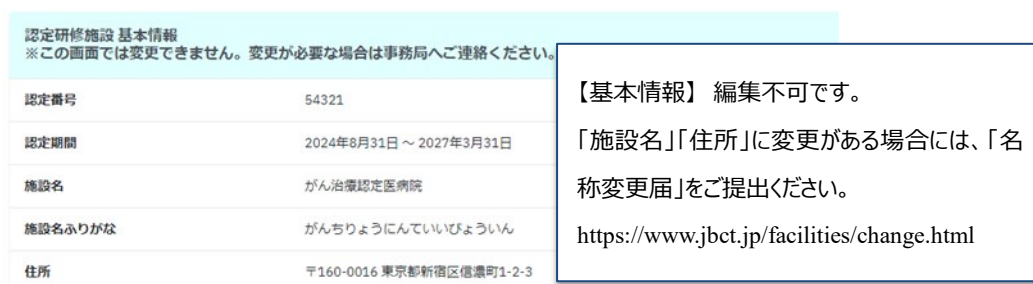 認定研修施設 基本情報
※この画面では変更できません。変更が必要な場合は事務局へご連絡ください。
認定番号 54321
認定期間 2024年8月31日 ～ 2027年3月31日
施設名 がん治療認定医病院
施設名ふりがな がんちりょうにんていいびょういん
住所 〒160-0016 東京都新宿区信濃町1-2-3
【基本情報】 編集不可です。
「施設名」「住所」に変更がある場合には、「名
称変更届」をご提出ください。
https://www.jbct.jp/facilities/change.html